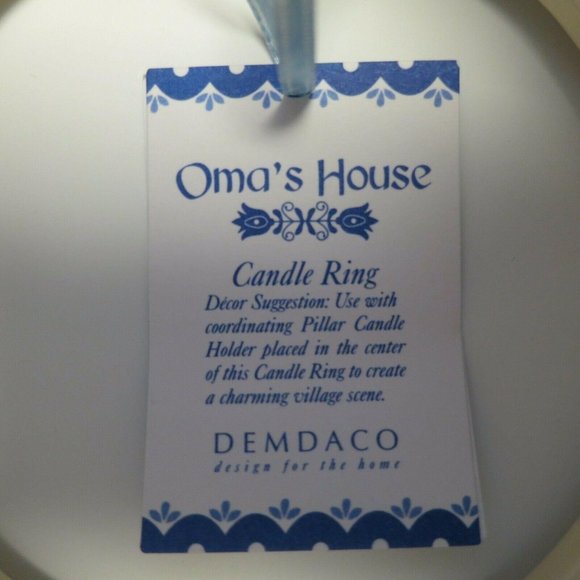 Oma's House
Candle Ring
Décor Suggestion: Use with
coordinating Pillar Candle
Holder placed in the center
of this Candle Ring to create
a charming village scene.
DEMDACO
design for the home